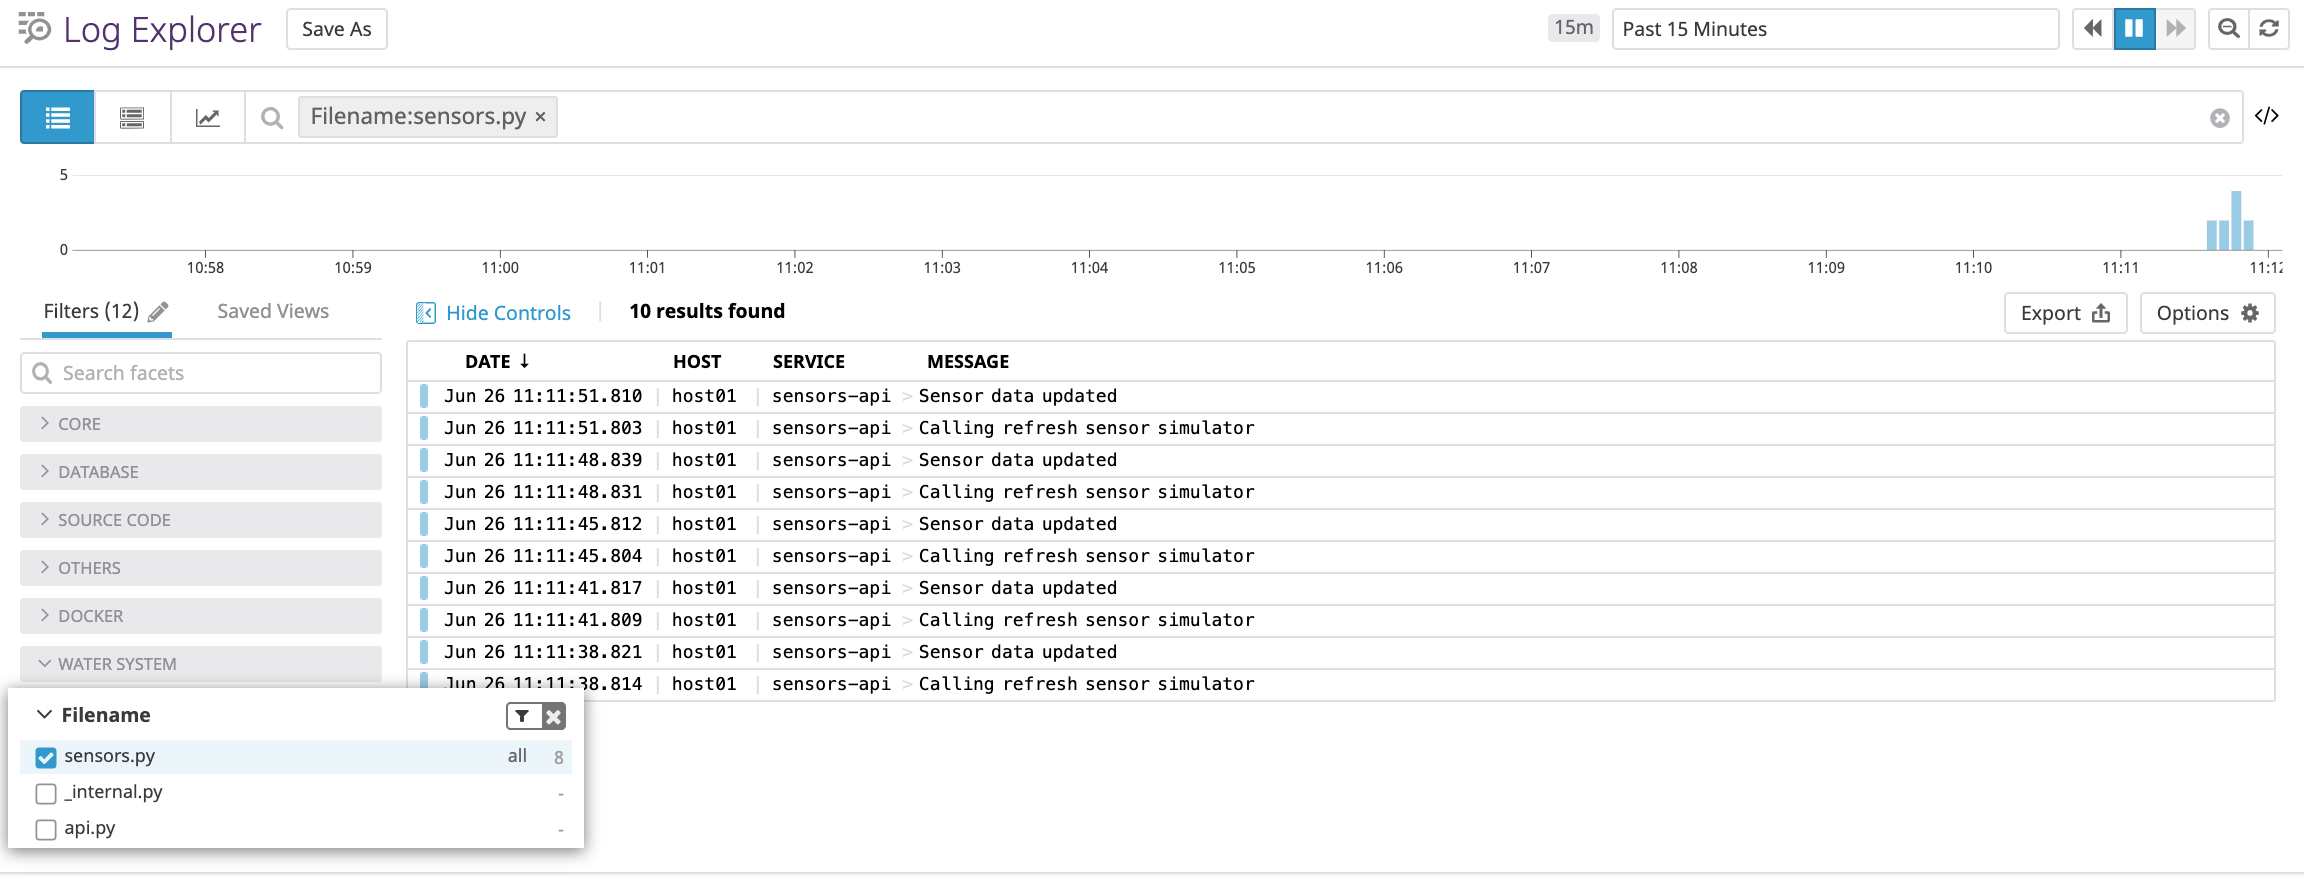 Log Explorer Save As 15m Past 15 Minutes
Filename:sensors.py × </>
5
0
10:58 10:59 11:00 11:01 11:02 11:03 11:04 11:05 11:06 11:07 11:08 11:09 11:10 11:11 11:12
Filters (12) Saved Views Hide Controls 10 results found Export Options
Search facets
CORE
DATABASE
SOURCE CODE
OTHERS
DOCKER
WATER SYSTEM
Filename
sensors.py all 8
_internal.py -
api.py -
DATE ↓ HOST SERVICE MESSAGE
Jun 26 11:11:51.810 | host01 | sensors-api > Sensor data updated
Jun 26 11:11:51.803 | host01 | sensors-api > Calling refresh sensor simulator
Jun 26 11:11:48.839 | host01 | sensors-api > Sensor data updated
Jun 26 11:11:48.831 | host01 | sensors-api > Calling refresh sensor simulator
Jun 26 11:11:45.812 | host01 | sensors-api > Sensor data updated
Jun 26 11:11:45.804 | host01 | sensors-api > Calling refresh sensor simulator
Jun 26 11:11:41.817 | host01 | sensors-api > Sensor data updated
Jun 26 11:11:41.809 | host01 | sensors-api > Calling refresh sensor simulator
Jun 26 11:11:38.821 | host01 | sensors-api > Sensor data updated
Jun 26 11:11:38.814 | host01 | sensors-api > Calling refresh sensor simulator